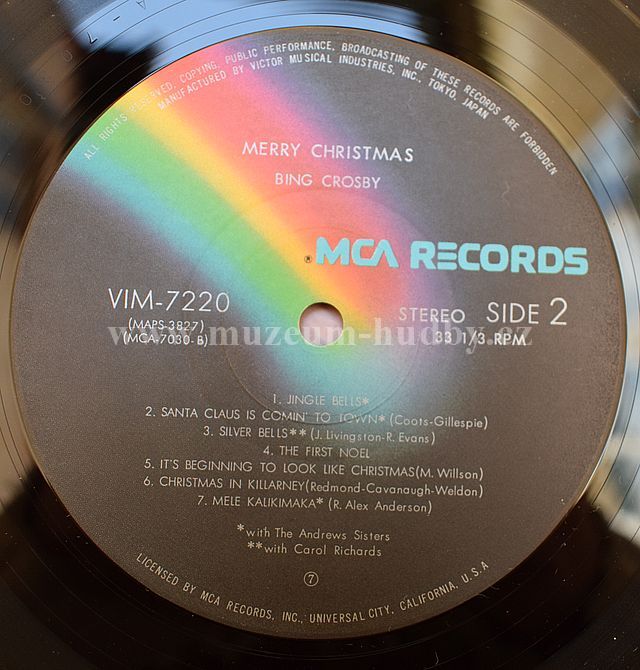 ALL RIGHTS RESERVED, COPYING, PUBLIC PERFORMANCE, BROADCASTING OF THESE RECORDS ARE FORBIDDEN
MANUFACTURED BY VICTOR MUSICAL INDUSTRIES, INC., TOKYO, JAPAN
MERRY CHRISTMAS
BING CROSBY
® MCA RECORDS
VIM-7220
STEREO SIDE 2
(MAPS-3827)
33 1/3 RPM
(MCA-7030-B)
www.muzeum-hudby.cz
1. JINGLE BELLS*
2. SANTA CLAUS IS COMIN' TO TOWN* (Coots-Gillespie)
3. SILVER BELLS** (J. Livingston-R. Evans)
4. THE FIRST NOEL
5. IT'S BEGINNING TO LOOK LIKE CHRISTMAS(M. Willson)
6. CHRISTMAS IN KILLARNEY(Redmond-Cavanaugh-Weldon)
7. MELE KALIKIMAKA* (R. Alex Anderson)
*with The Andrews Sisters
**with Carol Richards
⑦
LICENSED BY MCA RECORDS, INC., UNIVERSAL CITY, CALIFORNIA, U.S.A